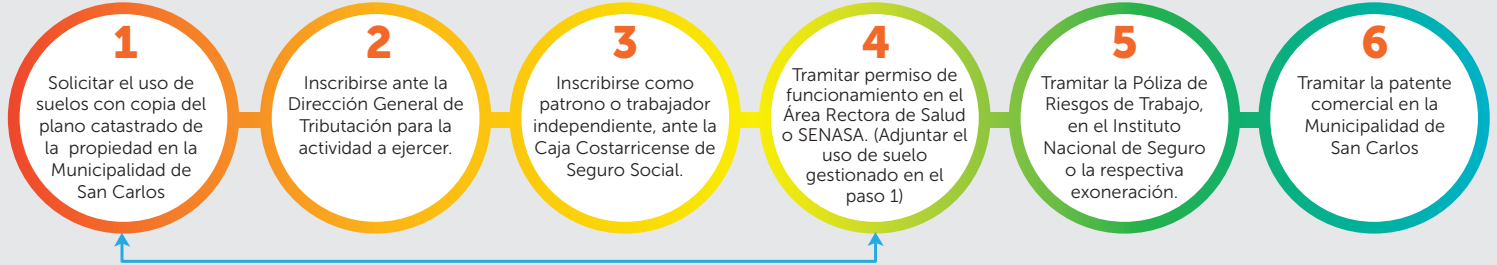 1
Solicitar el uso de
suelos con copia del
plano catastrado de
la propiedad en la
Municipalidad de
San Carlos
2
Inscribirse ante la
Dirección General de
Tributación para la
actividad a ejercer.
3
Inscribirse como
patrono o trabajador
independiente, ante la
Caja Costarricense de
Seguro Social.
4
Tramitar permiso de
funcionamiento en el
Área Rectora de Salud
o SENASA. (Adjuntar el
uso de suelo
gestionado en el
paso 1)
5
Tramitar la Póliza de
Riesgos de Trabajo,
en el Instituto
Nacional de Seguro
o la respectiva
exoneración.
6
Tramitar la patente
comercial en la
Municipalidad de
San Carlos